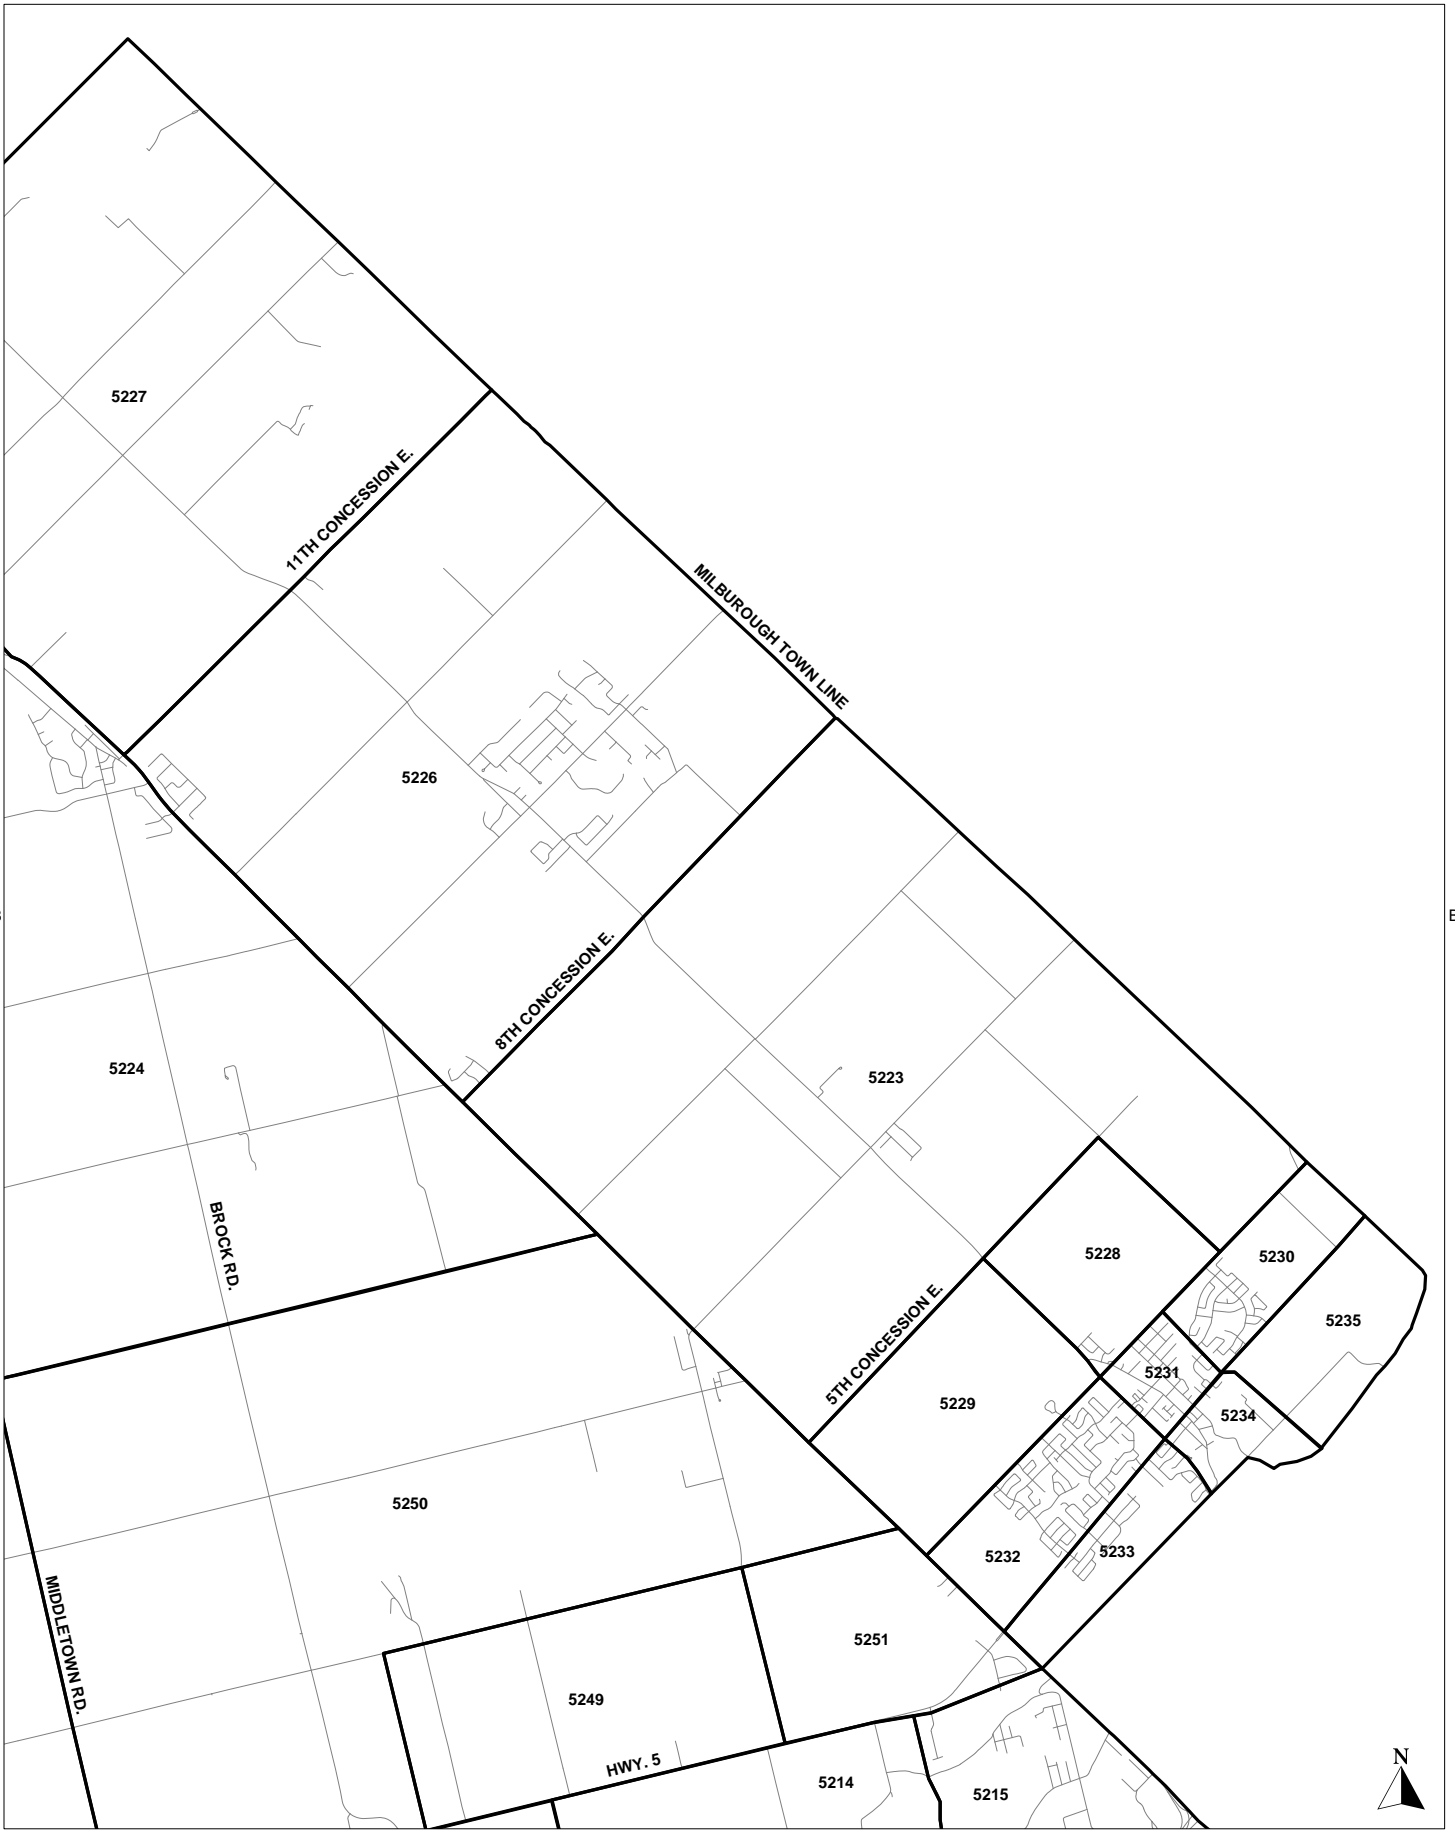 5227
11TH CONCESSION E.
MILBUROUGH TOWN LINE
5226
8TH CONCESSION E.
5224
5223
BROCK RD.
5228
5230
5TH CONCESSION E.
5235
5231
5229
5234
5250
5232
5233
MIDDLETOWN RD.
5251
5249
HWY. 5
5214
5215
N